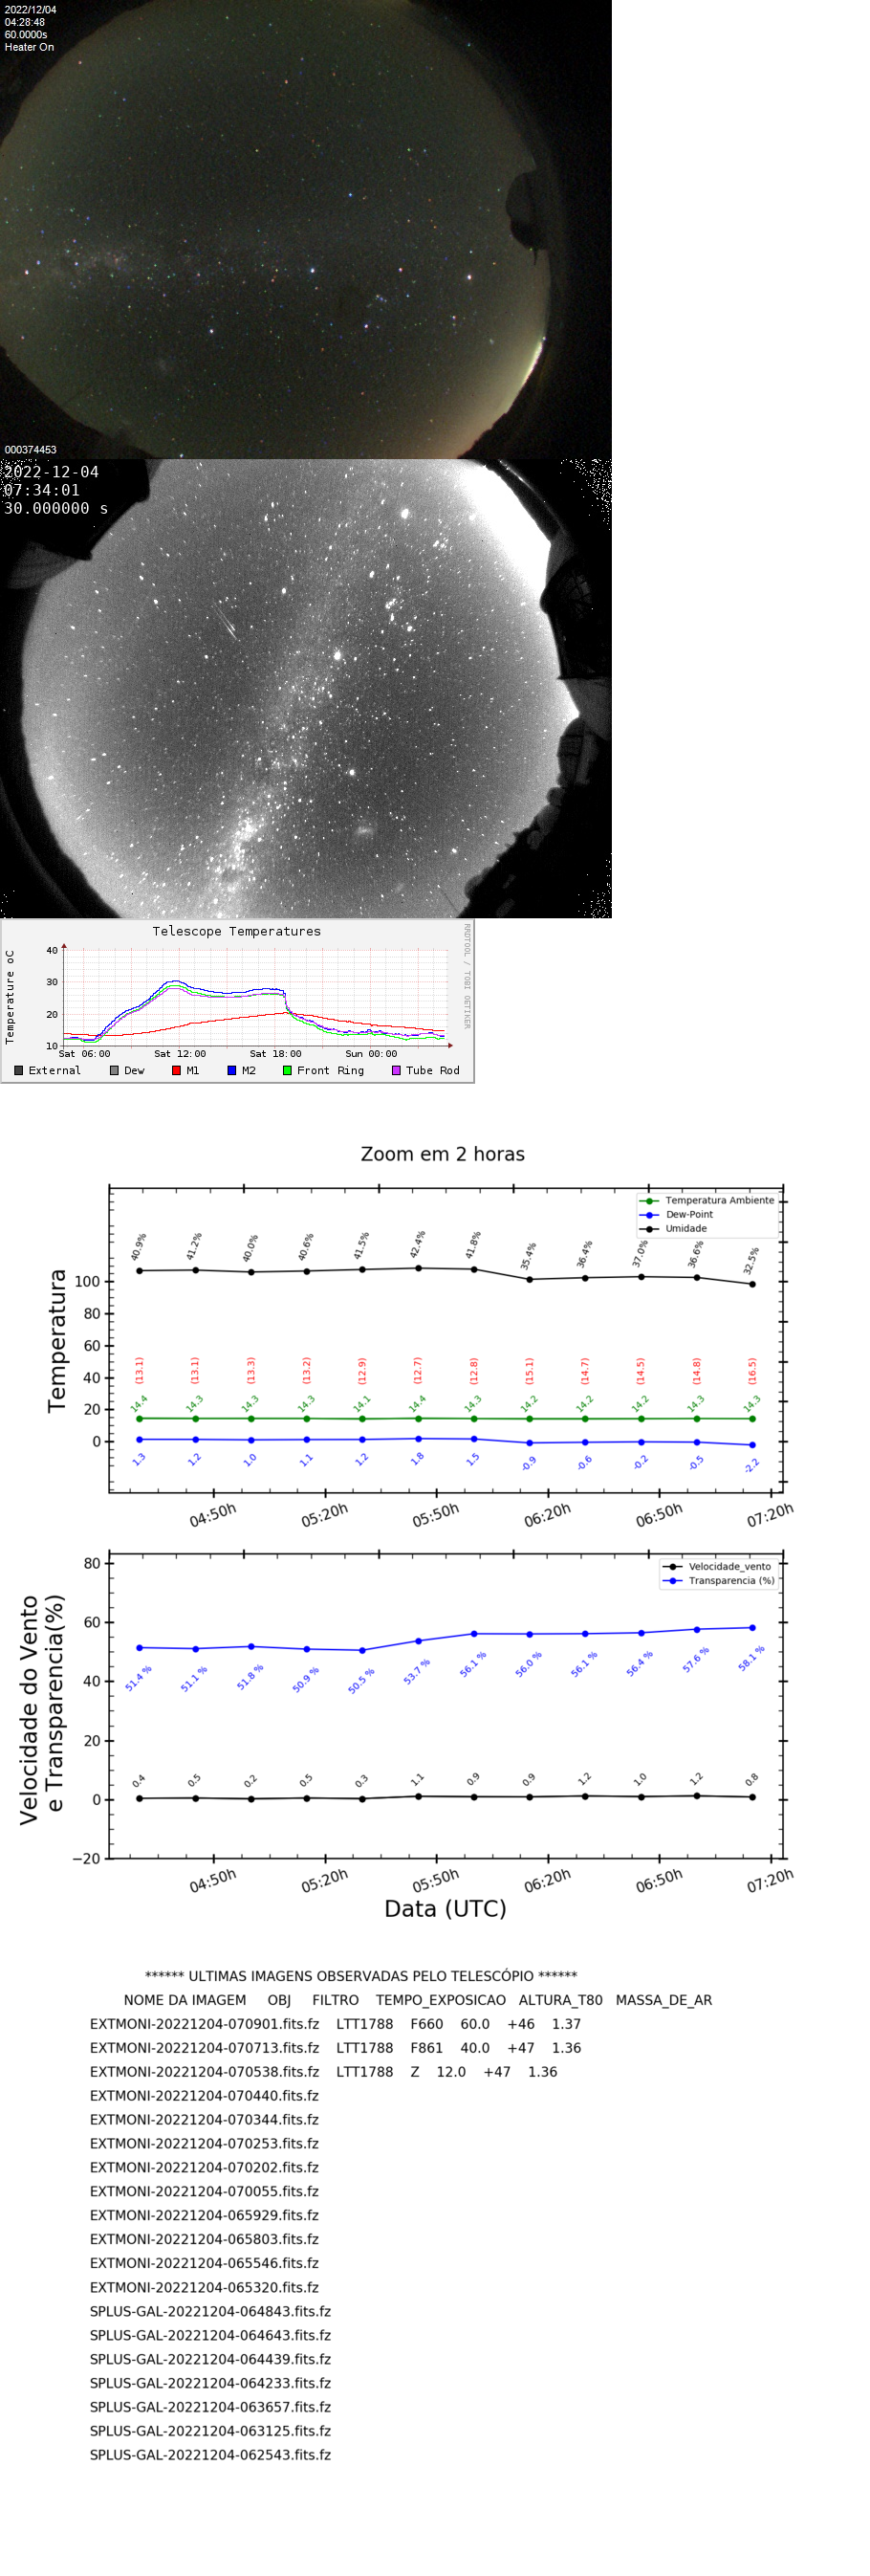 2022/12/04
04:28:48
60.0000s
Heater On
000374453
2022-12-04
07:34:01
30.000000 s
Telescope Temperatures
RRDTOOL / TOBI OETIKER
Temperature oC
40
30
20
10
Sat 06:00 Sat 12:00 Sat 18:00 Sun 00:00
External Dew M1 M2 Front Ring Tube Rod
Zoom em 2 horas
Temperatura Ambiente
Dew-Point
Umidade
40.9% 41.2% 40.0% 40.6% 41.5% 42.4% 41.8% 35.4% 36.4% 37.0% 36.6% 32.5%
Temperatura
100
80
60
40
20
0
(13.1) (13.1) (13.3) (13.2) (12.9) (12.7) (12.8) (15.1) (14.7) (14.5) (14.8) (16.5)
14.4 14.3 14.3 14.3 14.1 14.4 14.3 14.2 14.2 14.2 14.3 14.3
1.3 1.2 1.0 1.1 1.2 1.8 1.5 -0.9 -0.6 -0.2 -0.5 -2.2
04:50h 05:20h 05:50h 06:20h 06:50h 07:20h
Velocidade_vento
Transparencia (%)
Velocidade do Vento
e Transparencia(%)
80
60
40
20
0
−20
51.4 % 51.1 % 51.8 % 50.9 % 50.5 % 53.7 % 56.1 % 56.0 % 56.1 % 56.4 % 57.6 % 58.1 %
0.4 0.5 0.2 0.5 0.3 1.1 0.9 0.9 1.2 1.0 1.2 0.8
04:50h 05:20h 05:50h 06:20h 06:50h 07:20h
Data (UTC)
****** ULTIMAS IMAGENS OBSERVADAS PELO TELESCÓPIO ******
NOME DA IMAGEM OBJ FILTRO TEMPO_EXPOSICAO ALTURA_T80 MASSA_DE_AR
EXTMONI-20221204-070901.fits.fz LTT1788 F660 60.0 +46 1.37
EXTMONI-20221204-070713.fits.fz LTT1788 F861 40.0 +47 1.36
EXTMONI-20221204-070538.fits.fz LTT1788 Z 12.0 +47 1.36
EXTMONI-20221204-070440.fits.fz
EXTMONI-20221204-070344.fits.fz
EXTMONI-20221204-070253.fits.fz
EXTMONI-20221204-070202.fits.fz
EXTMONI-20221204-070055.fits.fz
EXTMONI-20221204-065929.fits.fz
EXTMONI-20221204-065803.fits.fz
EXTMONI-20221204-065546.fits.fz
EXTMONI-20221204-065320.fits.fz
SPLUS-GAL-20221204-064843.fits.fz
SPLUS-GAL-20221204-064643.fits.fz
SPLUS-GAL-20221204-064439.fits.fz
SPLUS-GAL-20221204-064233.fits.fz
SPLUS-GAL-20221204-063657.fits.fz
SPLUS-GAL-20221204-063125.fits.fz
SPLUS-GAL-20221204-062543.fits.fz